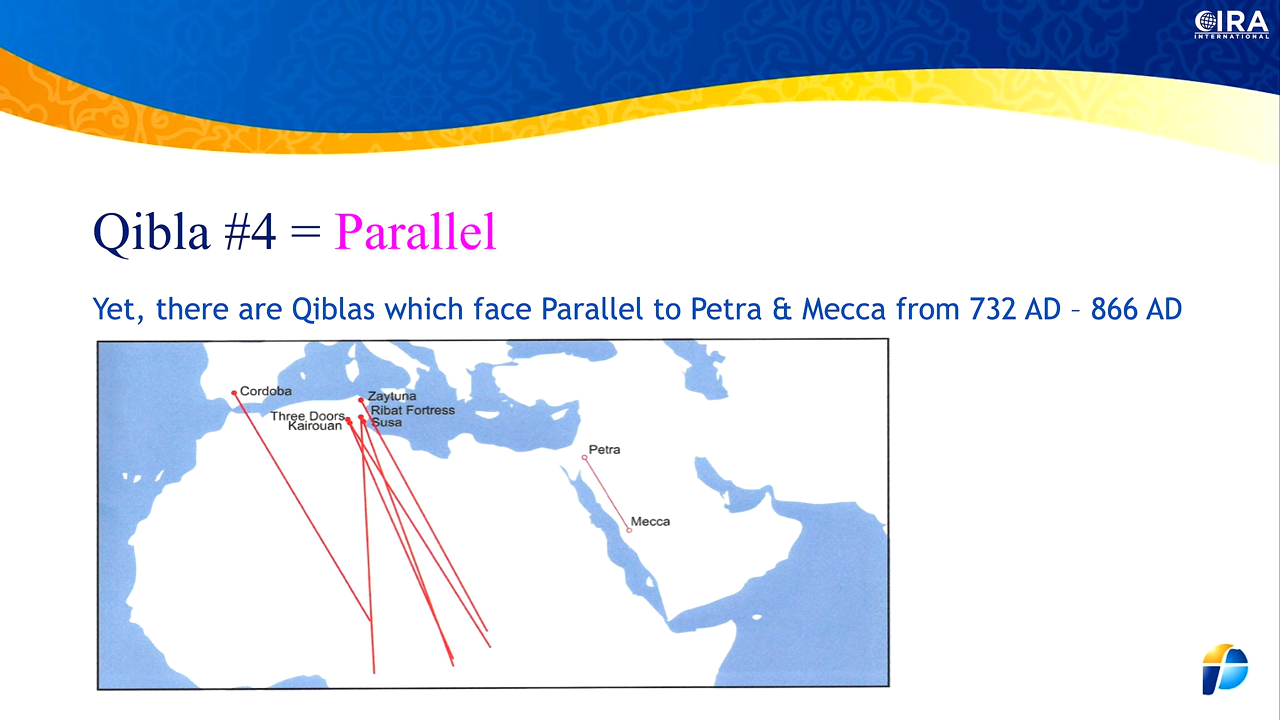 CIRA
INTERNATIONAL
Qibla #4 = Parallel
Yet, there are Qiblas which face Parallel to Petra & Mecca from 732 AD – 866 AD
Cordoba
Zaytuna
Three Doors
Ribat Fortress
Kairouan
Susa
Petra
Mecca